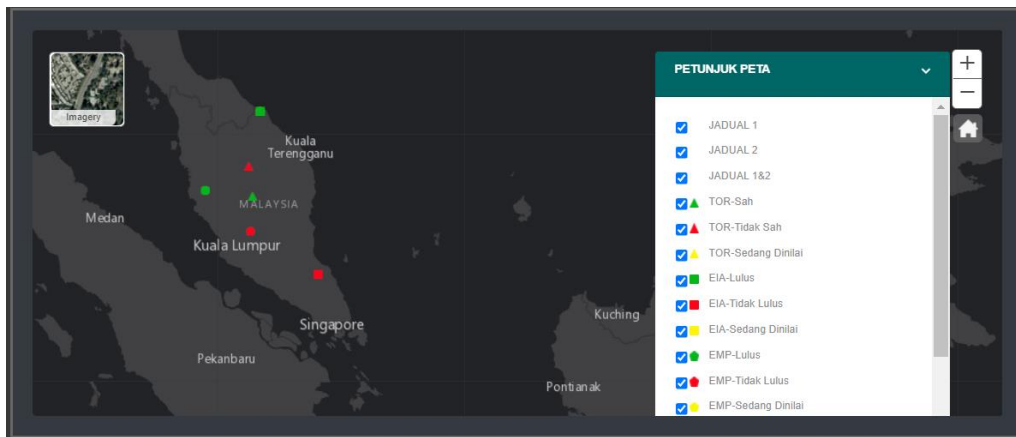 Imagery
Kuala
Terengganu
MALAYSIA
Medan
Kuala Lumpur
Singapore
Pekanbaru
Kuching
Pontianak
PETUNJUK PETA
JADUAL 1
JADUAL 2
JADUAL 1&2
TOR-Sah
TOR-Tidak Sah
TOR-Sedang Dinilai
EIA-Lulus
EIA-Tidak Lulus
EIA-Sedang Dinilai
EMP-Lulus
EMP-Tidak Lulus
EMP-Sedang Dinilai
+
−